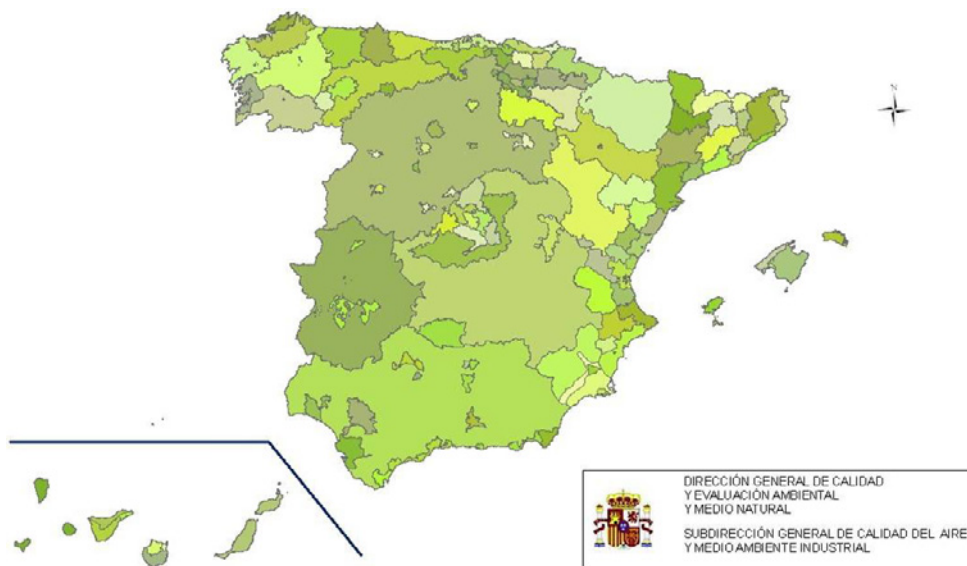 N
DIRECCIÓN GENERAL DE CALIDAD
Y EVALUACIÓN AMBIENTAL
Y MEDIO NATURAL
SUBDIRECCIÓN GENERAL DE CALIDAD DEL AIRE
Y MEDIO AMBIENTE INDUSTRIAL